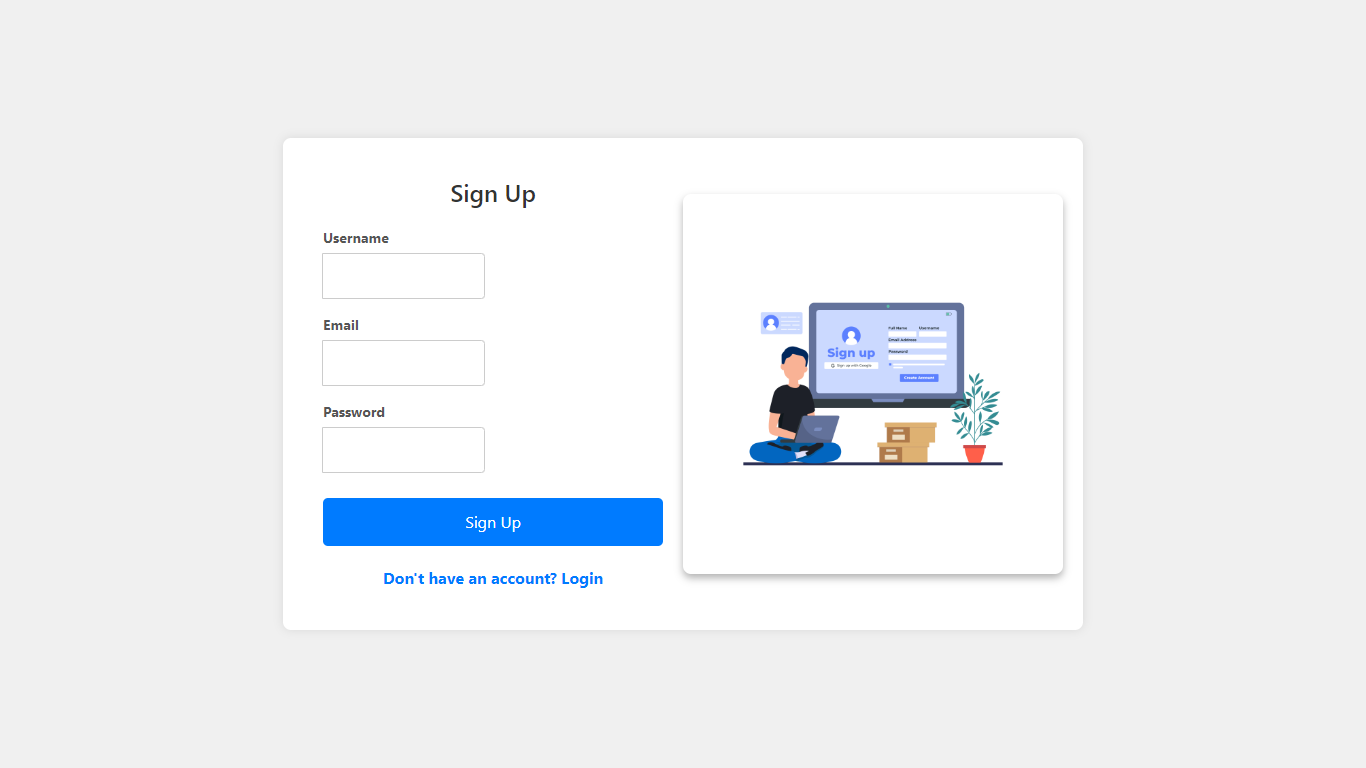 Sign Up
Username
Email
Password
Sign Up
Don't have an account? Login
Sign up
Sign up with Google
Full Name
Username
Email Address
Password
Create Account